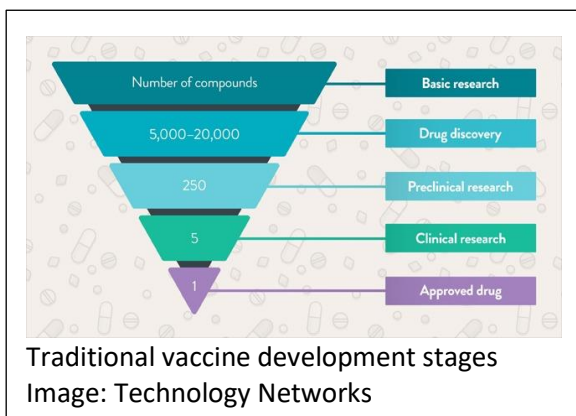 Number of compounds Basic research
5,000–20,000 Drug discovery
250 Preclinical research
5 Clinical research
1 Approved drug
Traditional vaccine development stages
Image: Technology Networks